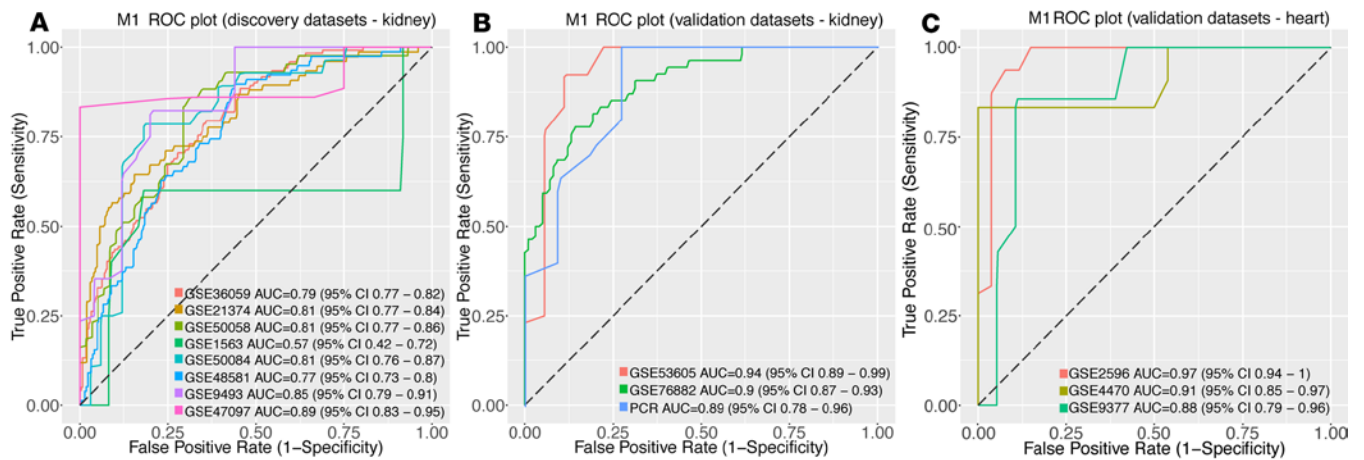 A
M1 ROC plot (discovery datasets - kidney)
True Positive Rate (Sensitivity)
1.00
0.75
0.50
0.25
0.00
GSE36059 AUC=0.79 (95% CI 0.77 – 0.82)
GSE21374 AUC=0.81 (95% CI 0.77 – 0.84)
GSE50058 AUC=0.81 (95% CI 0.77 – 0.86)
GSE1563 AUC=0.57 (95% CI 0.42 – 0.72)
GSE50084 AUC=0.81 (95% CI 0.76 – 0.87)
GSE48581 AUC=0.77 (95% CI 0.73 – 0.8)
GSE9493 AUC=0.85 (95% CI 0.79 – 0.91)
GSE47097 AUC=0.89 (95% CI 0.83 – 0.95)
0.00 0.25 0.50 0.75 1.00
False Positive Rate (1-Specificity)
B
M1 ROC plot (validation datasets - kidney)
True Positive Rate (Sensitivity)
1.00
0.75
0.50
0.25
0.00
GSE53605 AUC=0.94 (95% CI 0.89 – 0.99)
GSE76882 AUC=0.9 (95% CI 0.87 – 0.93)
PCR AUC=0.89 (95% CI 0.78 – 0.96)
0.00 0.25 0.50 0.75 1.00
False Positive Rate (1-Specificity)
C
M1 ROC plot (validation datasets - heart)
True Positive Rate (Sensitivity)
1.00
0.75
0.50
0.25
0.00
GSE2596 AUC=0.97 (95% CI 0.94 – 1)
GSE4470 AUC=0.91 (95% CI 0.85 – 0.97)
GSE9377 AUC=0.88 (95% CI 0.79 – 0.96)
0.00 0.25 0.50 0.75 1.00
False Positive Rate (1-Specificity)